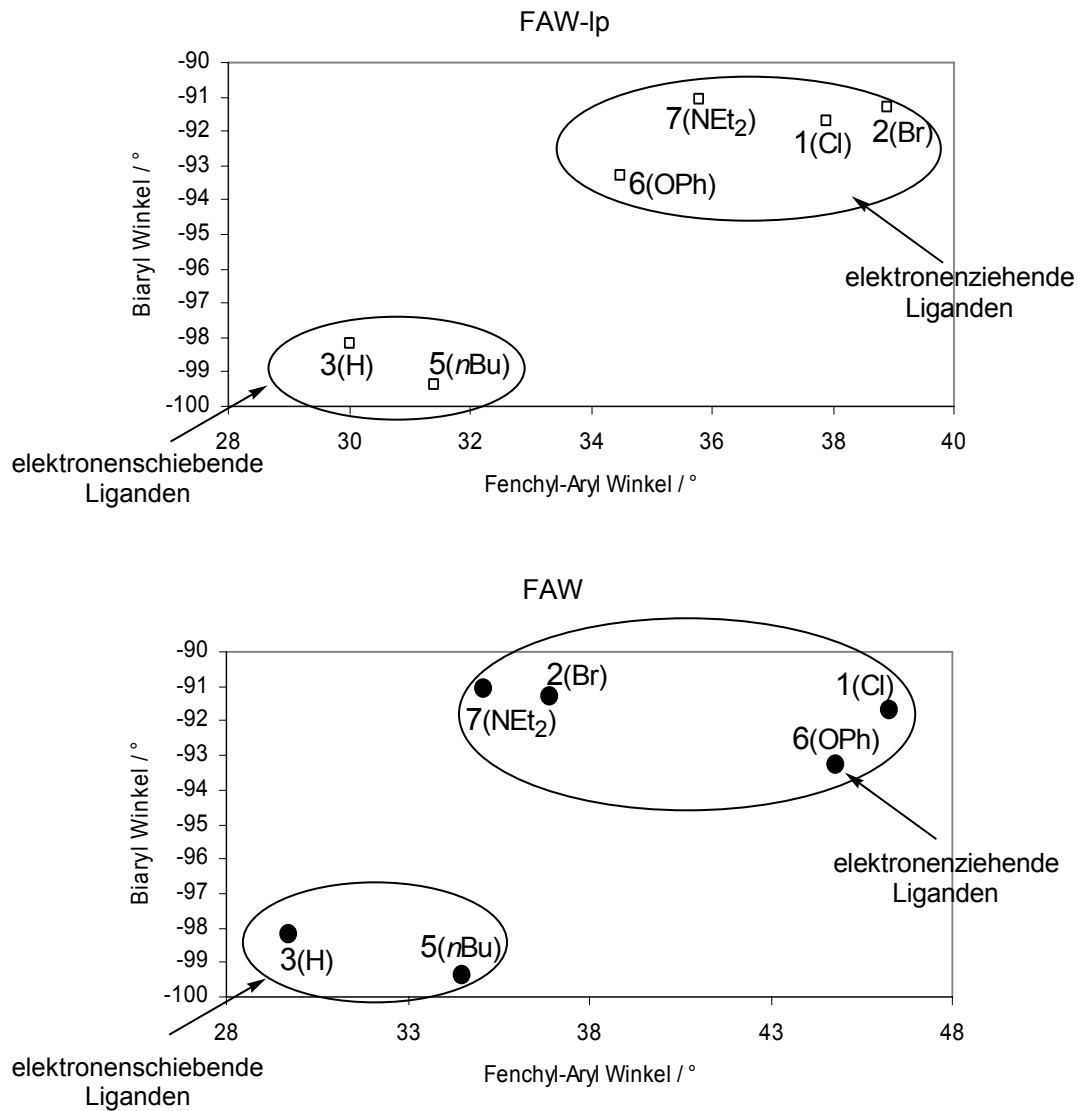 FAW-lp
-90
-91
-92
-93
-94
-95
-96
-97
-98
-99
-100
Biaryl Winkel / °
7(NEt2)
1(Cl)
2(Br)
6(OPh)
elektronenziehende
Liganden
3(H)
5(nBu)
28
30
32
34
36
38
40
elektronenschiebende
Liganden
Fenchyl-Aryl Winkel / °
FAW
-90
-91
-92
-93
-94
-95
-96
-97
-98
-99
-100
Biaryl Winkel / °
2(Br)
7(NEt2)
1(Cl)
6(OPh)
elektronenziehende
Liganden
3(H)
5(nBu)
28
33
38
43
48
elektronenschiebende
Liganden
Fenchyl-Aryl Winkel / °